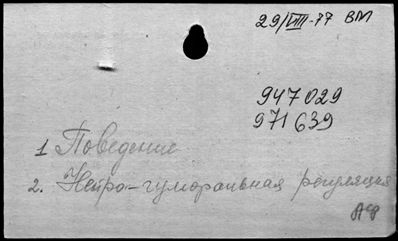 29/VIII-77 ВМ
947029
971639
1 Поведение
2. Нейро-гуморальная регуляция